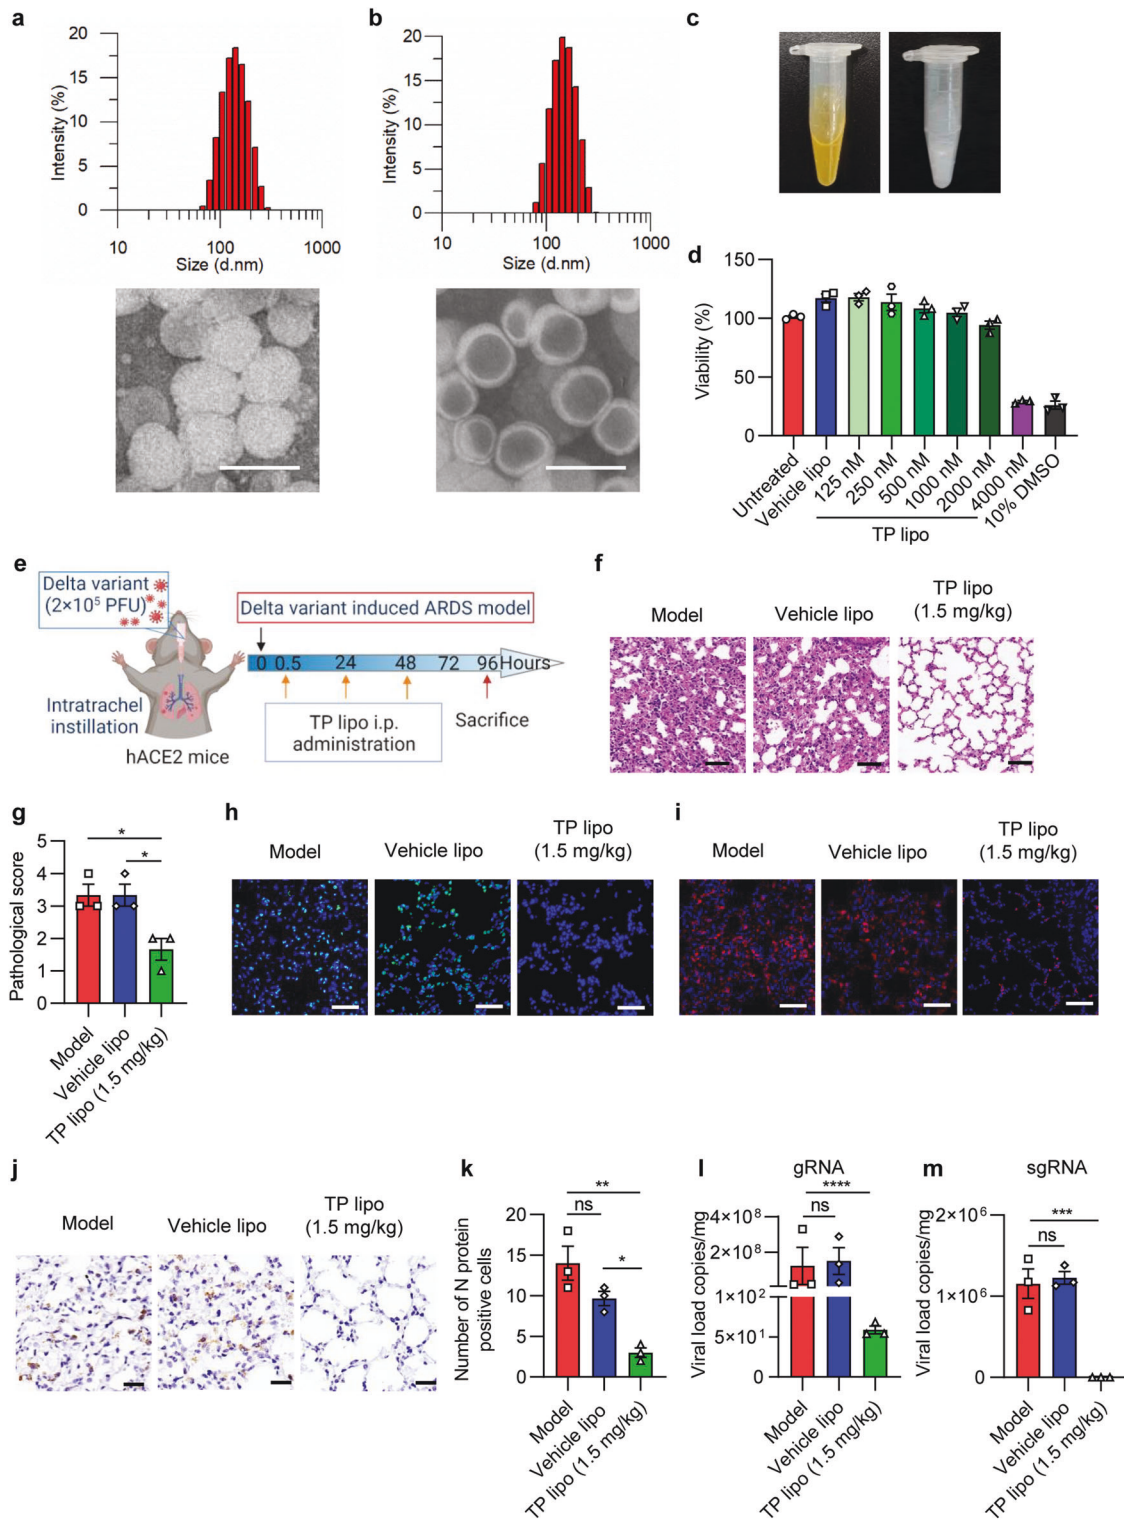 a
20
15
10
5
0
Intensity (%)
10
100
1000
Size (d.nm)
b
20
15
10
5
0
Intensity (%)
10
100
1000
Size (d.nm)
c
d
150
100
50
0
Viability (%)
Untreated
Vehicle lipo
125 nM
250 nM
500 nM
1000 nM
2000 nM
4000 nM
10% DMSO
TP lipo
e
Delta variant
(2×10⁵ PFU)
Intratrachel
instillation
hACE2 mice
Delta variant induced ARDS model
0 0.5 24 48 72 96 Hours
TP lipo i.p.
administration
Sacrifice
f
Model
Vehicle lipo
TP lipo
(1.5 mg/kg)
g
5
4
3
2
1
0
Pathological score
*
*
Model
Vehicle lipo
TP lipo (1.5 mg/kg)
h
Model
Vehicle lipo
TP lipo
(1.5 mg/kg)
i
Model
Vehicle lipo
TP lipo
(1.5 mg/kg)
j
Model
Vehicle lipo
TP lipo
(1.5 mg/kg)
k
20
15
10
5
0
Number of N protein
positive cells
**
ns
*
Model
Vehicle lipo
TP lipo (1.5 mg/kg)
l
gRNA
4×10⁸
2×10⁸
1×10²
5×10¹
0
Viral load copies/mg
****
ns
Model
Vehicle lipo
TP lipo (1.5 mg/kg)
m
sgRNA
2×10⁶
1×10⁶
0
Viral load copies/mg
***
ns
Model
Vehicle lipo
TP lipo (1.5 mg/kg)